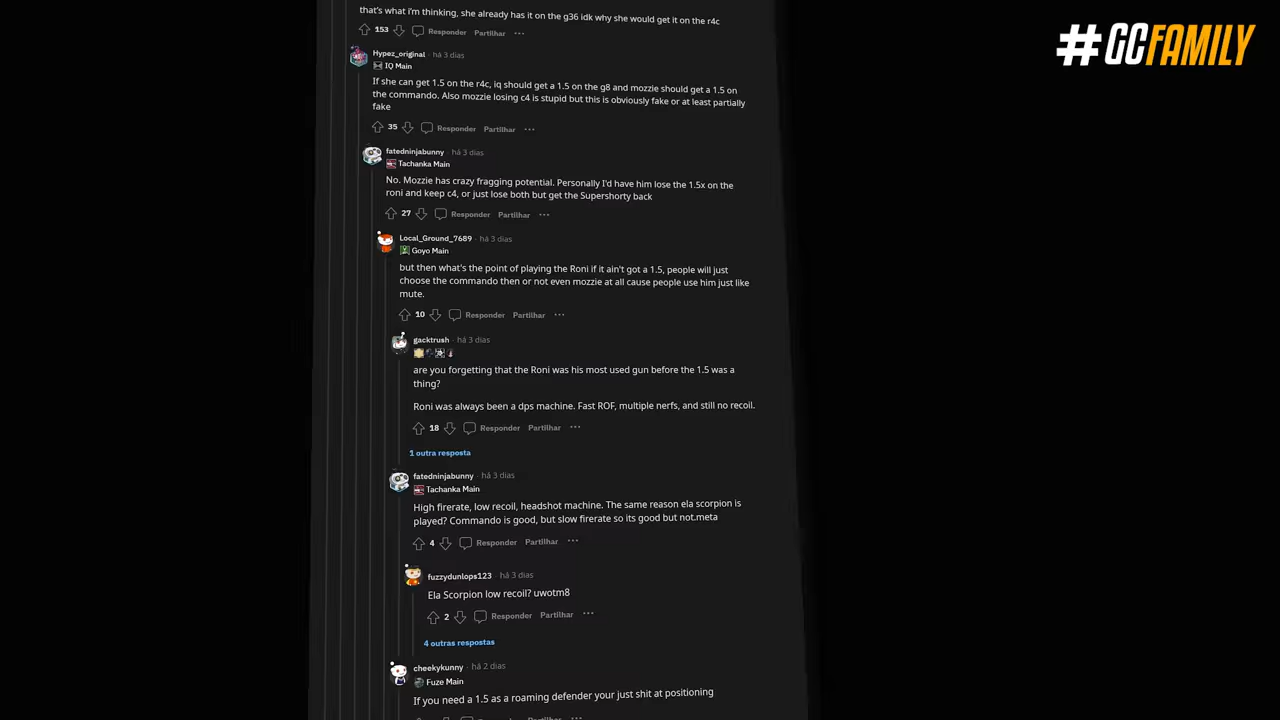 #GCFAMILY
that's what i'm thinking, she already has it on the g36 idk why she would get it on the r4c
153 Responder Partilhar ...
Hypez_original · há 3 dias
IQ Main
If she can get 1.5 on the r4c, iq should get a 1.5 on the g8 and mozzie should get a 1.5 on
the commando. Also mozzie losing c4 is stupid but this is obviously fake or at least partially
fake
35 Responder Partilhar ...
fatedninjabunny · há 3 dias
Tachanka Main
No. Mozzie has crazy fragging potential. Personally I'd have him lose the 1.5x on the
roni and keep c4, or just lose both but get the Supershorty back
27 Responder Partilhar ...
Local_Ground_7689 · há 3 dias
Goyo Main
but then what's the point of playing the Roni if it ain't got a 1.5, people will just
choose the commando then or not even mozzie at all cause people use him just like
mute.
10 Responder Partilhar ...
gacktrush · há 3 dias
are you forgetting that the Roni was his most used gun before the 1.5 was a
thing?
Roni was always been a dps machine. Fast ROF, multiple nerfs, and still no recoil.
18 Responder Partilhar ...
1 outra resposta
fatedninjabunny · há 3 dias
Tachanka Main
High firerate, low recoil, headshot machine. The same reason ela scorpion is
played? Commando is good, but slow firerate so its good but not.meta
4 Responder Partilhar ...
fuzzydunlops123 · há 3 dias
Ela Scorpion low recoil? uwotm8
2 Responder Partilhar ...
4 outras respostas
cheekykunny · há 2 dias
Fuze Main
If you need a 1.5 as a roaming defender your just shit at positioning